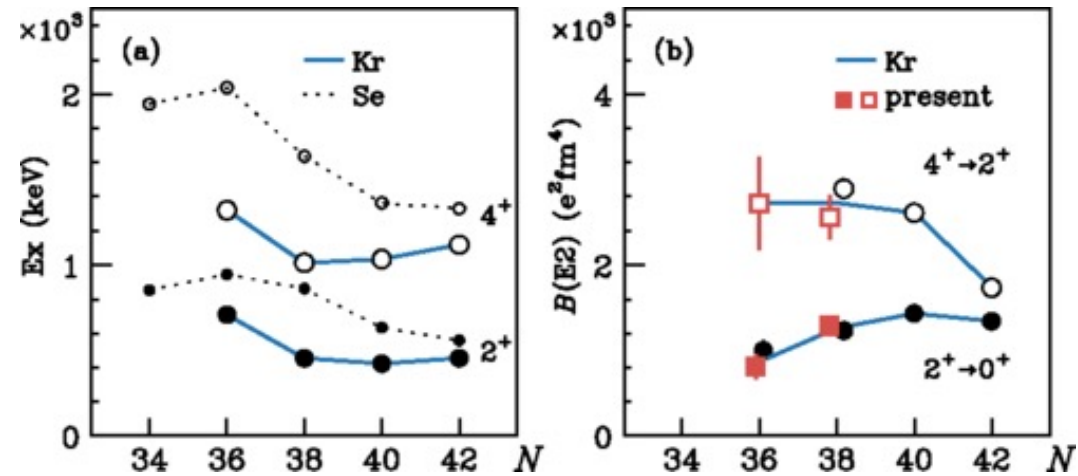 ×10³
(a)
Kr
Se
2
1
0
Ex (keV)
4⁺
2⁺
34 36 38 40 42 N
×10³
(b)
Kr
present
4
2
0
B(E2) (e²fm⁴)
4⁺→2⁺
2⁺→0⁺
34 36 38 40 42 N